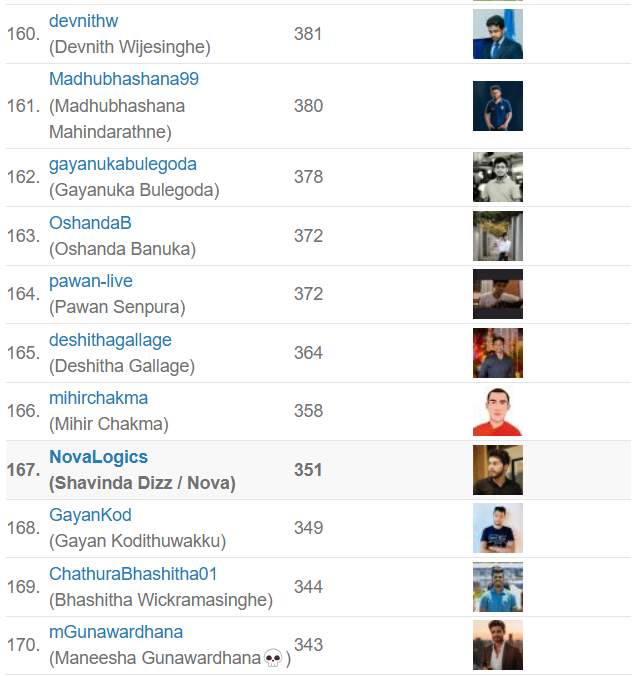 160. devnithw 381
(Devnith Wijesinghe)
Madhubhashana99
161. (Madhubhashana 380
Mahindarathne)
162. gayanukabulegoda 378
(Gayanuka Bulegoda)
163. OshandaB 372
(Oshanda Banuka)
164. pawan-live 372
(Pawan Senpura)
165. deshithagallage 364
(Deshitha Gallage)
166. mihirchakma 358
(Mihir Chakma)
167. NovaLogics 351
(Shavinda Dizz / Nova)
168. GayanKod 349
(Gayan Kodithuwakku)
169. ChathuraBhashitha01 344
(Bhashitha Wickramasinghe)
170. mGunawardhana 343
(Maneesha Gunawardhana💀)